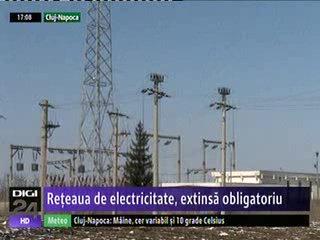 17:08 Cluj-Napoca
DIGI 24 Rețeaua de electricitate, extinsă obligatoriu
HD Meteo Cluj-Napoca: Mâine, cer variabil și 10 grade Celsius